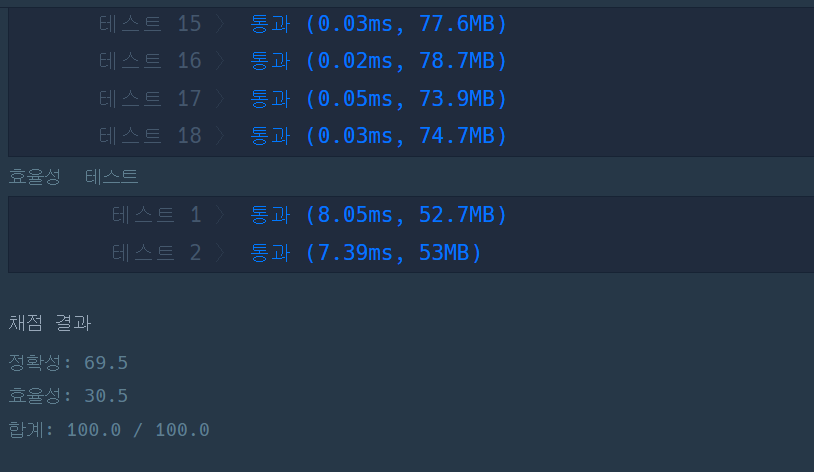 테스트 15 〉 통과 (0.03ms, 77.6MB)
테스트 16 〉 통과 (0.02ms, 78.7MB)
테스트 17 〉 통과 (0.05ms, 73.9MB)
테스트 18 〉 통과 (0.03ms, 74.7MB)
효율성 테스트
테스트 1 〉 통과 (8.05ms, 52.7MB)
테스트 2 〉 통과 (7.39ms, 53MB)
채점 결과
정확성: 69.5
효율성: 30.5
합계: 100.0 / 100.0